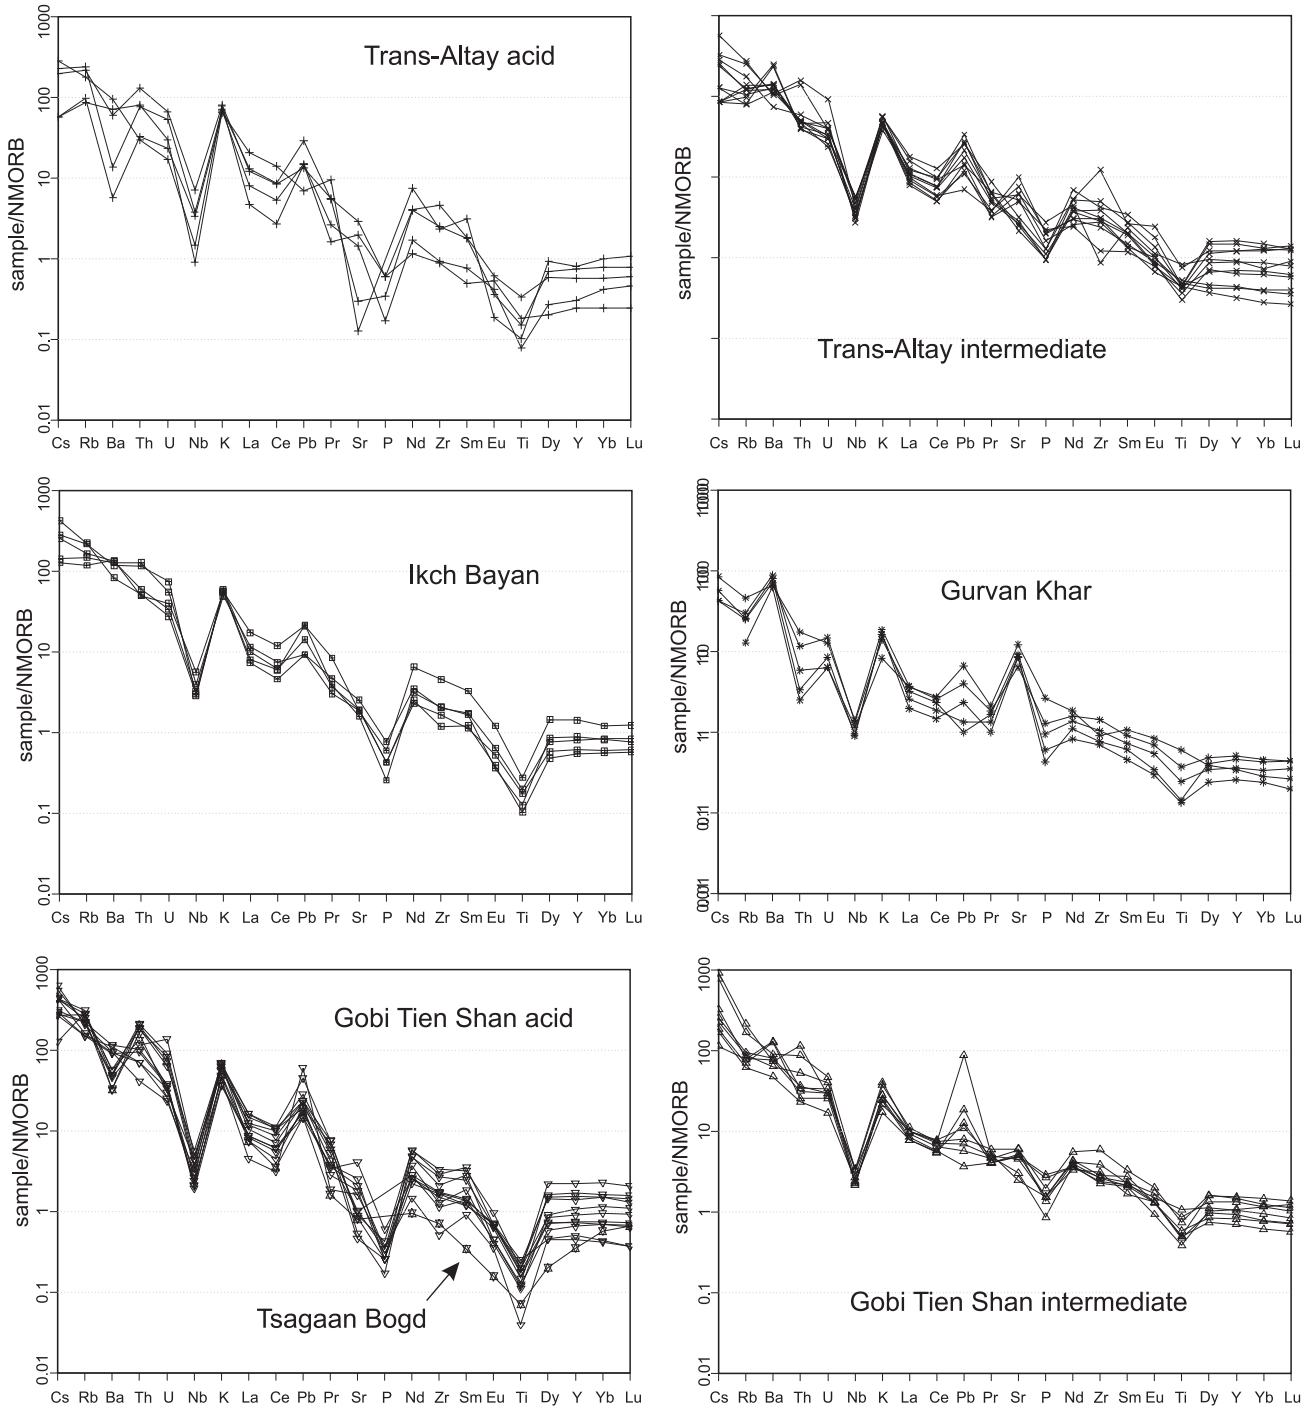 Trans-Altay acid
sample/NMORB
1000
100
10
1
0.1
0.01
Cs Rb Ba Th U Nb K La Ce Pb Pr Sr P Nd Zr Sm Eu Ti Dy Y Yb Lu
sample/NMORB
Trans-Altay intermediate
Cs Rb Ba Th U Nb K La Ce Pb Pr Sr P Nd Zr Sm Eu Ti Dy Y Yb Lu
Ikch Bayan
sample/NMORB
1000
100
10
1
0.1
0.01
Cs Rb Ba Th U Nb K La Ce Pb Pr Sr P Nd Zr Sm Eu Ti Dy Y Yb Lu
Gurvan Khar
sample/NMORB
Cs Rb Ba Th U Nb K La Ce Pb Pr Sr P Nd Zr Sm Eu Ti Dy Y Yb Lu
Gobi Tien Shan acid
sample/NMORB
1000
100
10
1
0.1
0.01
Tsagaan Bogd
Cs Rb Ba Th U Nb K La Ce Pb Pr Sr P Nd Zr Sm Eu Ti Dy Y Yb Lu
sample/NMORB
1000
100
10
1
0.1
0.01
Gobi Tien Shan intermediate
Cs Rb Ba Th U Nb K La Ce Pb Pr Sr P Nd Zr Sm Eu Ti Dy Y Yb Lu